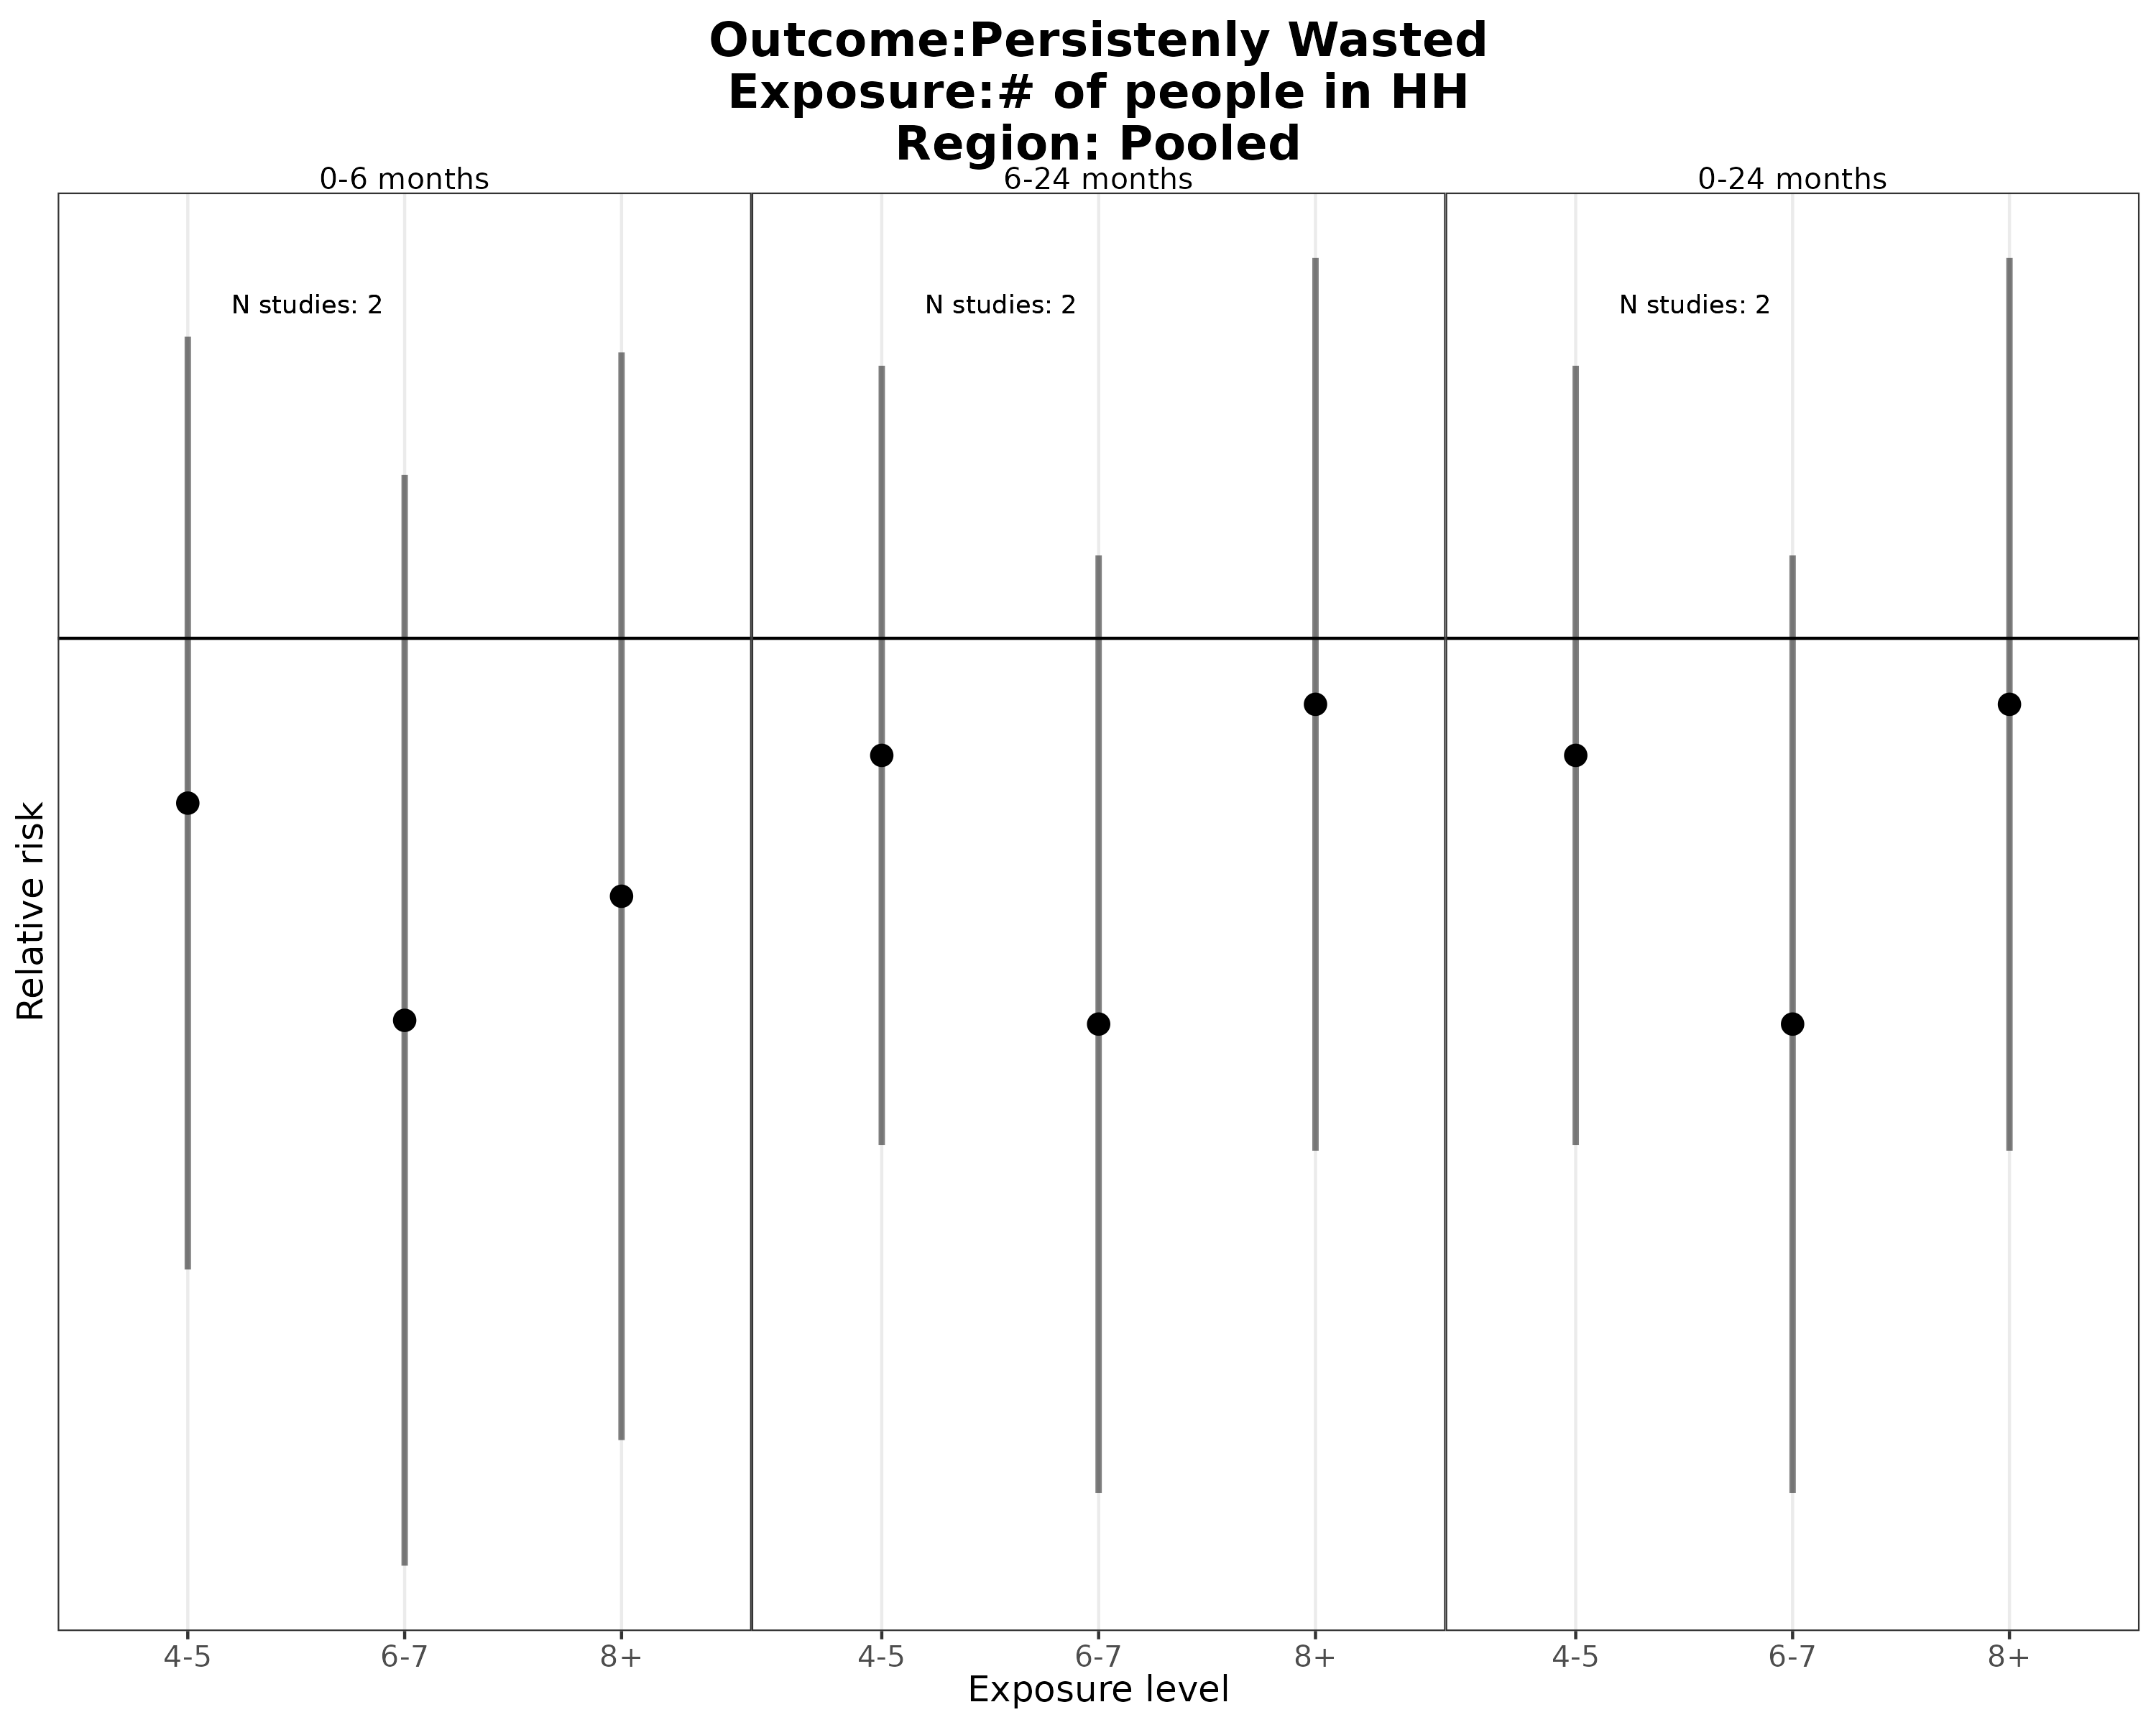 Outcome:Persistenly Wasted
Exposure:# of people in HH
Region: Pooled
0-6 months
6-24 months
0-24 months
N studies: 2
N studies: 2
N studies: 2
Relative risk
4-5
6-7
8+
4-5
6-7
8+
4-5
6-7
8+
Exposure level